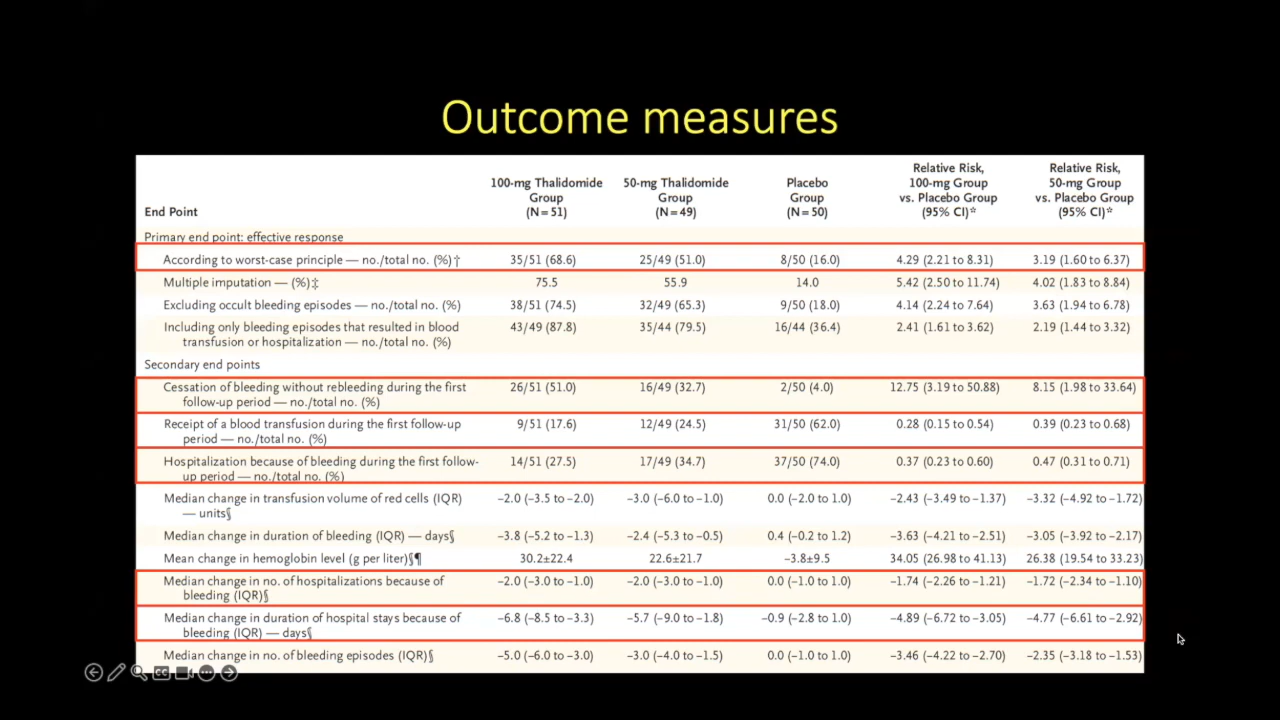 Outcome measures
End Point
100-mg Thalidomide Group (N=51)
50-mg Thalidomide Group (N=49)
Placebo Group (N=50)
Relative Risk, 100-mg Group vs. Placebo Group (95% CI)*
Relative Risk, 50-mg Group vs. Placebo Group (95% CI)*
Primary end point: effective response
According to worst-case principle — no./total no. (%)† 35/51 (68.6) 25/49 (51.0) 8/50 (16.0) 4.29 (2.21 to 8.31) 3.19 (1.60 to 6.37)
Multiple imputation — (%)‡ 75.5 55.9 14.0 5.42 (2.50 to 11.74) 4.02 (1.83 to 8.84)
Excluding occult bleeding episodes — no./total no. (%) 38/51 (74.5) 32/49 (65.3) 9/50 (18.0) 4.14 (2.24 to 7.64) 3.63 (1.94 to 6.78)
Including only bleeding episodes that resulted in blood 43/49 (87.8) 35/44 (79.5) 16/44 (36.4) 2.41 (1.61 to 3.62) 2.19 (1.44 to 3.32)
transfusion or hospitalization — no./total no. (%)
Secondary end points
Cessation of bleeding without rebleeding during the first 26/51 (51.0) 16/49 (32.7) 2/50 (4.0) 12.75 (3.19 to 50.88) 8.15 (1.98 to 33.64)
follow-up period — no./total no. (%)
Receipt of a blood transfusion during the first follow-up 9/51 (17.6) 12/49 (24.5) 31/50 (62.0) 0.28 (0.15 to 0.54) 0.39 (0.23 to 0.68)
period — no./total no. (%)
Hospitalization because of bleeding during the first follow- 14/51 (27.5) 17/49 (34.7) 37/50 (74.0) 0.37 (0.23 to 0.60) 0.47 (0.31 to 0.71)
up period — no./total no. (%)
Median change in transfusion volume of red cells (IQR) −2.0 (−3.5 to −2.0) −3.0 (−6.0 to −1.0) 0.0 (−2.0 to 1.0) −2.43 (−3.49 to −1.37) −3.32 (−4.92 to −1.72)
— units§
Median change in duration of bleeding (IQR) — days§ −3.8 (−5.2 to −1.3) −2.4 (−5.3 to −0.5) 0.4 (−0.2 to 1.2) −3.63 (−4.21 to −2.51) −3.05 (−3.92 to −2.17)
Mean change in hemoglobin level (g per liter)§¶ 30.2±22.4 22.6±21.7 −3.8±9.5 34.05 (26.98 to 41.13) 26.38 (19.54 to 33.23)
Median change in no. of hospitalizations because of −2.0 (−3.0 to −1.0) −2.0 (−3.0 to −1.0) 0.0 (−1.0 to 1.0) −1.74 (−2.26 to −1.21) −1.72 (−2.34 to −1.10)
bleeding (IQR)§
Median change in duration of hospital stays because of −6.8 (−8.5 to −3.3) −5.7 (−9.0 to −1.8) −0.9 (−2.8 to 1.0) −4.89 (−6.72 to −3.05) −4.77 (−6.61 to −2.92)
bleeding (IQR) — days§
Median change in no. of bleeding episodes (IQR)§ −5.0 (−6.0 to −3.0) −3.0 (−4.0 to −1.5) 0.0 (−1.0 to 1.0) −3.46 (−4.22 to −2.70) −2.35 (−3.18 to −1.53)
CC